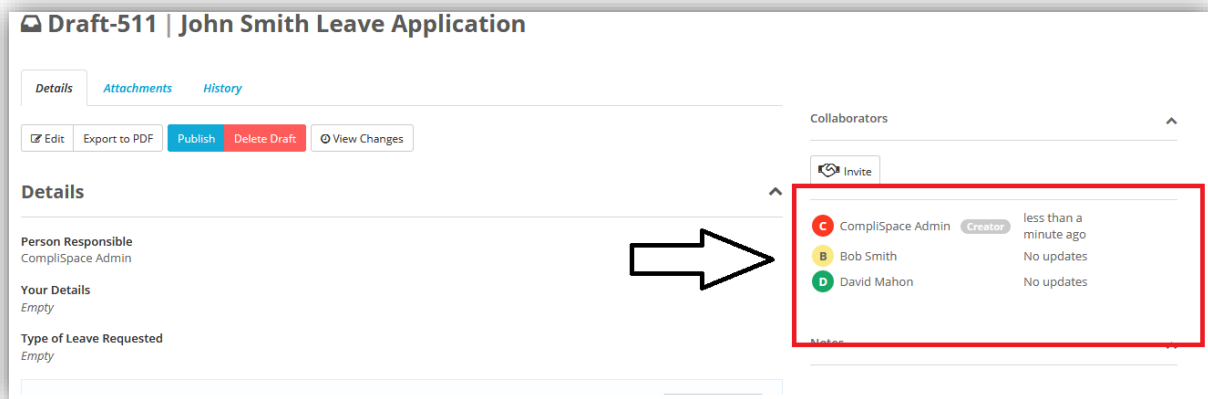 Draft-511 | John Smith Leave Application
Details Attachments History
Edit Export to PDF Publish Delete Draft View Changes
Details
Person Responsible
CompliSpace Admin
Your Details
Empty
Type of Leave Requested
Empty
Collaborators
Invite
C CompliSpace Admin Creator less than a
minute ago
B Bob Smith No updates
D David Mahon No updates
Notes